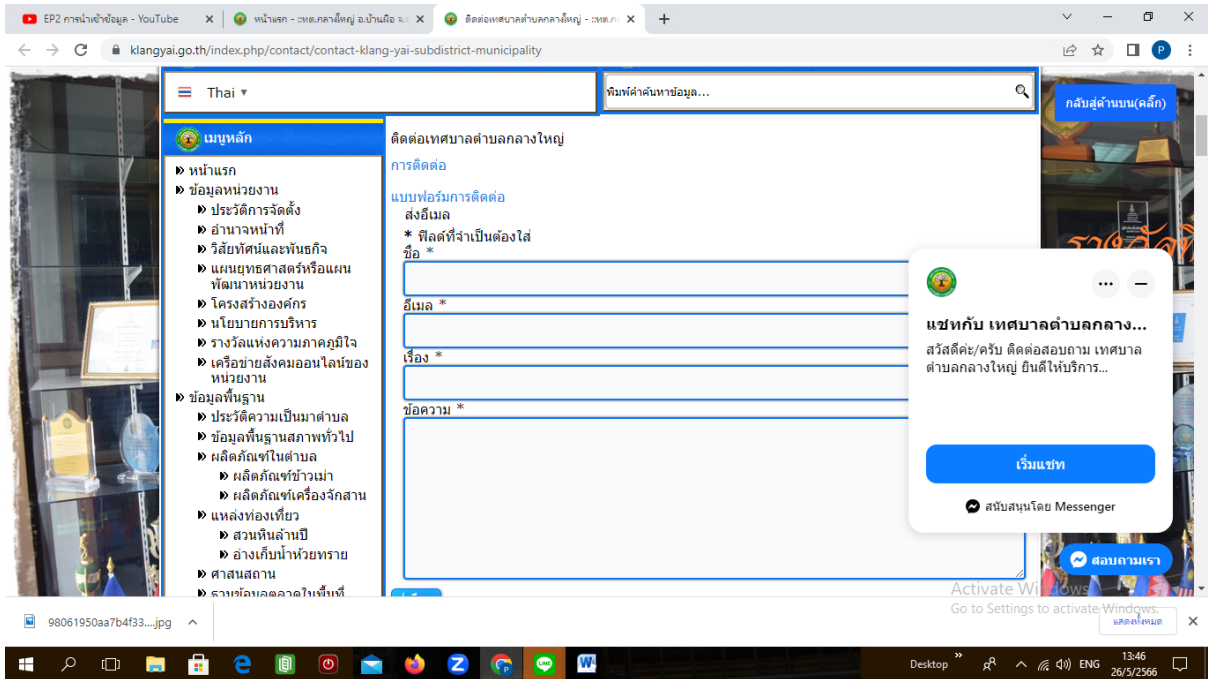 EP2 การนำเข้าข้อมูล - YouTube
หน้าแรก - :ทต.กลางใหญ่ อ.บ้านผือ จ.
ติดต่อเทศบาลตำบลกลางใหญ่ - :ทต.ก
klangyai.go.th/index.php/contact/contact-klang-yai-subdistrict-municipality
P
Thai
พิมพ์คำค้นหาข้อมูล...
กลับสู่ด้านบน(คลิ๊ก)
เมนูหลัก
หน้าแรก
ข้อมูลหน่วยงาน
ประวัติการจัดตั้ง
อำนาจหน้าที่
วิสัยทัศน์และพันธกิจ
แผนยุทธศาสตร์หรือแผน
พัฒนาหน่วยงาน
โครงสร้างองค์กร
นโยบายการบริหาร
รางวัลแห่งความภาคภูมิใจ
เครือข่ายสังคมออนไลน์ของ
หน่วยงาน
ข้อมูลพื้นฐาน
ประวัติความเป็นมาตำบล
ข้อมูลพื้นฐานสภาพทั่วไป
ผลิตภัณฑ์ในตำบล
ผลิตภัณฑ์ข้าวเม่า
ผลิตภัณฑ์เครื่องจักสาน
แหล่งท่องเที่ยว
สวนหินล้านปี
อ่างเก็บน้ำห้วยทราย
ศาสนสถาน
ฐานข้อมูลตลาดในพื้นที่
ติดต่อเทศบาลตำบลกลางใหญ่
การติดต่อ
แบบฟอร์มการติดต่อ
ส่งอีเมล
* ฟิลด์ที่จำเป็นต้องใส่
ชื่อ *
อีเมล *
เรื่อง *
ข้อความ *
แชทกับ เทศบาลตำบลกลาง...
สวัสดีค่ะ/ครับ ติดต่อสอบถาม เทศบาล
ตำบลกลางใหญ่ ยินดีให้บริการ...
เริ่มแชท
สนับสนุนโดย Messenger
สอบถามเรา
Activate Windows
Go to Settings to activate Windows.
98061950aa7b4f33....jpg
แสดงทั้งหมด
Desktop
ENG
13:46
26/5/2566